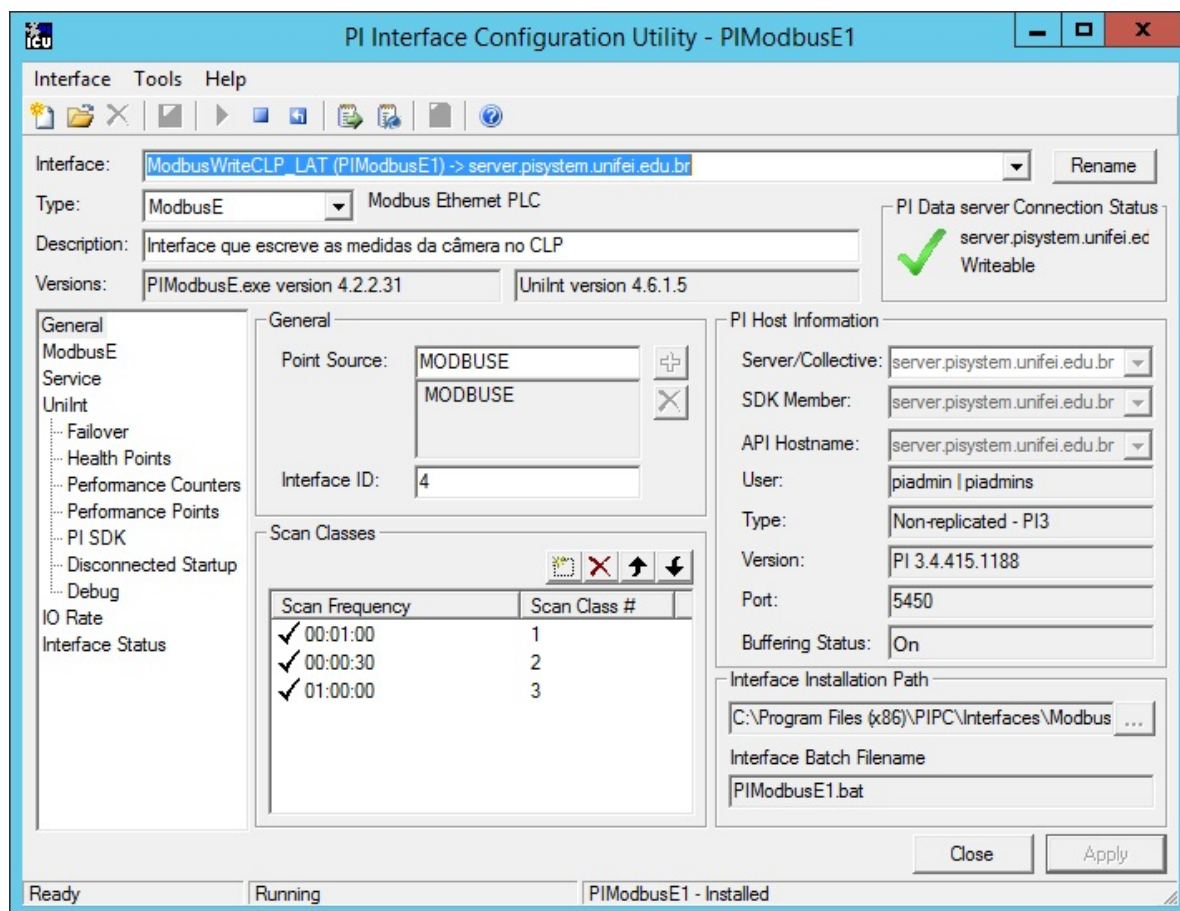 PI Interface Configuration Utility - PIModbusE1
Interface Tools Help
Interface: ModbusWriteCLP_LAT (PIModbusE1) -> server.pisystem.unifei.edu.br Rename
Type: ModbusE Modbus Ethernet PLC
PI Data server Connection Status
server.pisystem.unifei.ed
Writeable
Description: Interface que escreve as medidas da câmera no CLP
Versions: PIModbusE.exe version 4.2.2.31 UniInt version 4.6.1.5
General
ModbusE
Service
UniInt
Failover
Health Points
Performance Counters
Performance Points
PI SDK
Disconnected Startup
Debug
IO Rate
Interface Status
General
Point Source: MODBUSE
MODBUSE
Interface ID: 4
Scan Classes
Scan Frequency Scan Class #
00:01:00 1
00:00:30 2
01:00:00 3
PI Host Information
Server/Collective: server.pisystem.unifei.edu.br
SDK Member: server.pisystem.unifei.edu.br
API Hostname: server.pisystem.unifei.edu.br
User: piadmin | piadmins
Type: Non-replicated - PI3
Version: PI 3.4.415.1188
Port: 5450
Buffering Status: On
Interface Installation Path
C:\Program Files (x86)\PIPC\Interfaces\Modbus ...
Interface Batch Filename
PIModbusE1.bat
Close Apply
Ready Running PIModbusE1 - Installed